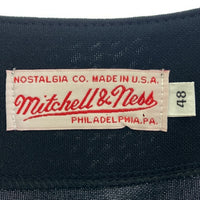 NOSTALGIA CO. MADE IN U.S.A.
Mitchell & Ness
PHILADELPHIA, PA.
48